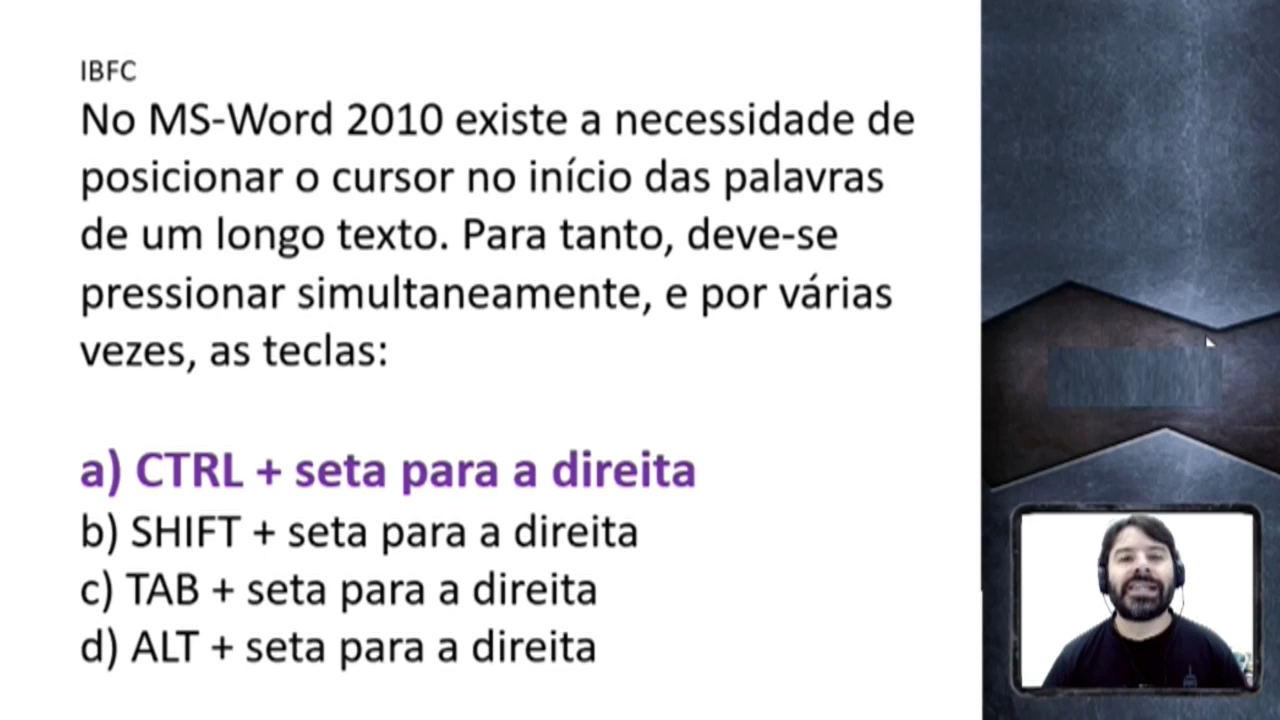 IBFC
No MS-Word 2010 existe a necessidade de
posicionar o cursor no início das palavras
de um longo texto. Para tanto, deve-se
pressionar simultaneamente, e por várias
vezes, as teclas:
a) CTRL + seta para a direita
b) SHIFT + seta para a direita
c) TAB + seta para a direita
d) ALT + seta para a direita